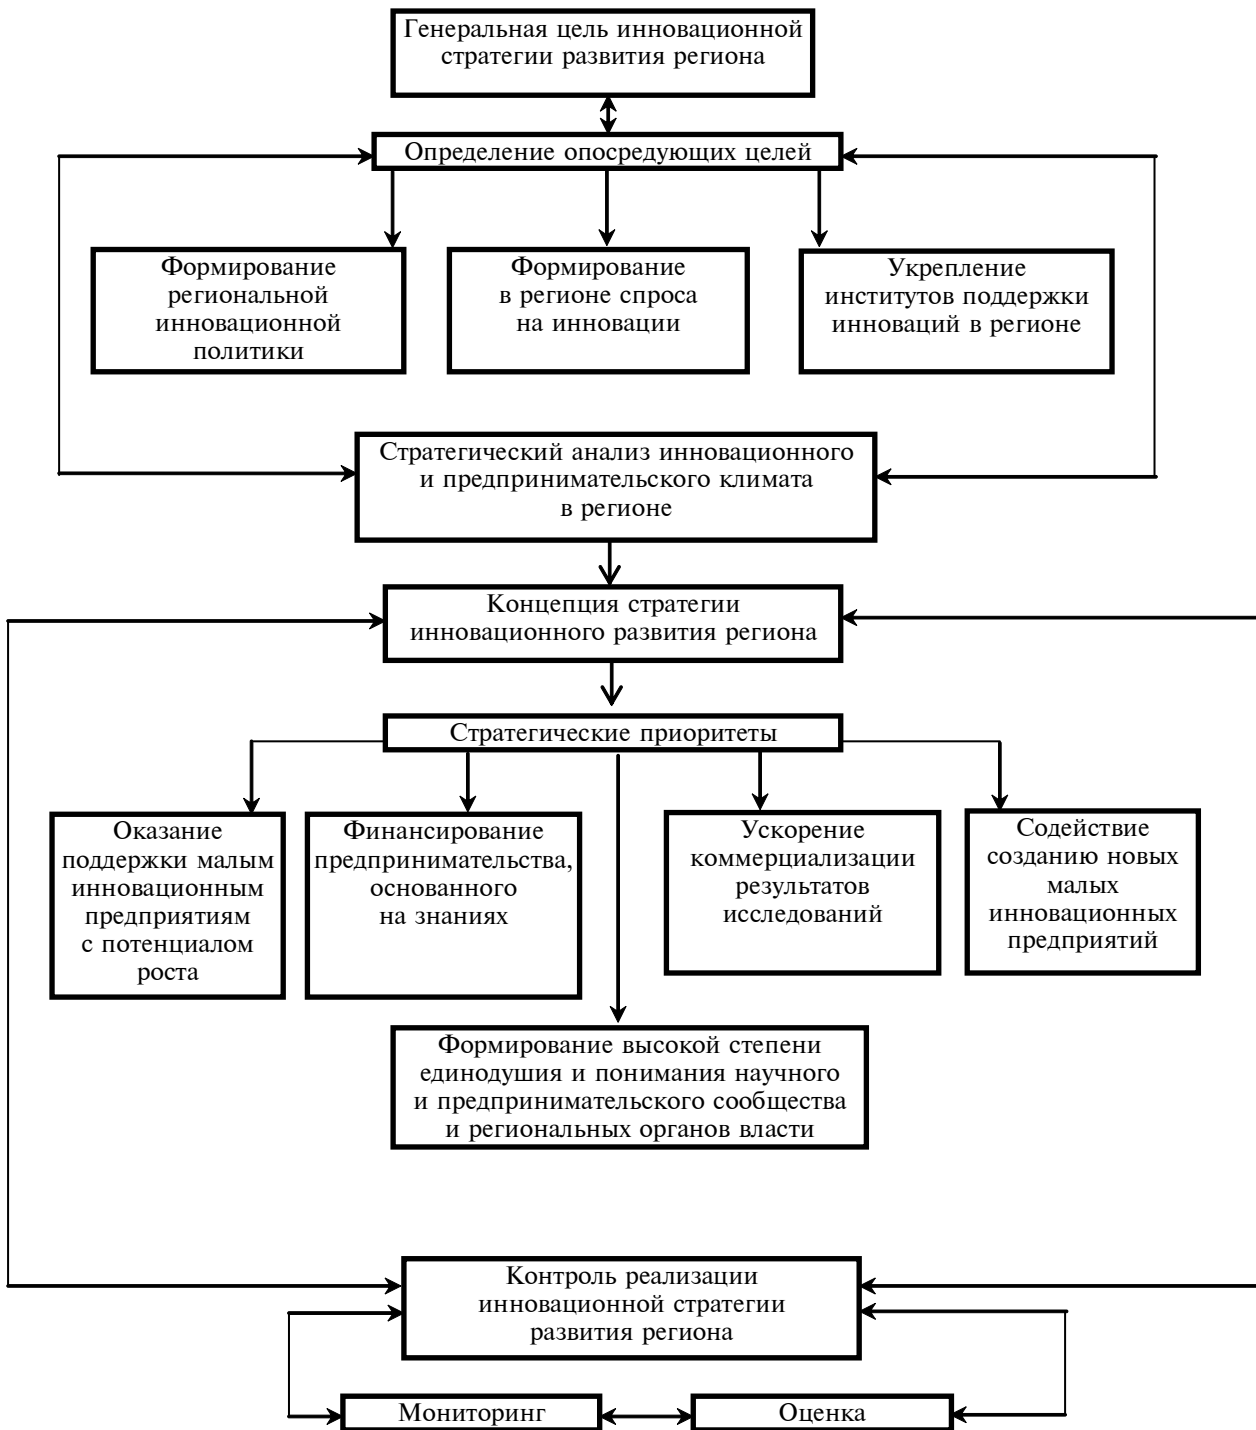 Генеральная цель инновационной
стратегии развития региона
Определение опосредующих целей
Формирование
региональной
инновационной
политики
Формирование
в регионе спроса
на инновации
Укрепление
институтов поддержки
инноваций в регионе
Стратегический анализ инновационного
и предпринимательского климата
в регионе
Концепция стратегии
инновационного развития региона
Стратегические приоритеты
Оказание
поддержки малым
инновационным
предприятиям
с потенциалом
роста
Финансирование
предпринимательства,
основанного
на знаниях
Ускорение
коммерциализации
результатов
исследований
Содействие
созданию новых
малых
инновационных
предприятий
Формирование высокой степени
единодушия и понимания научного
и предпринимательского сообщества
и региональных органов власти
Контроль реализации
инновационной стратегии
развития региона
Мониторинг
Оценка